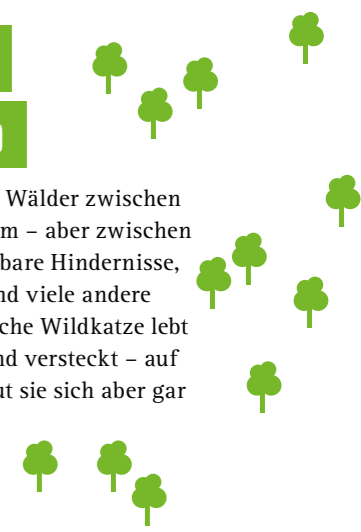 Wälder zwischen
m – aber zwischen
bare Hindernisse,
nd viele andere
che Wildkatze lebt
nd versteckt – auf
ut sie sich aber gar